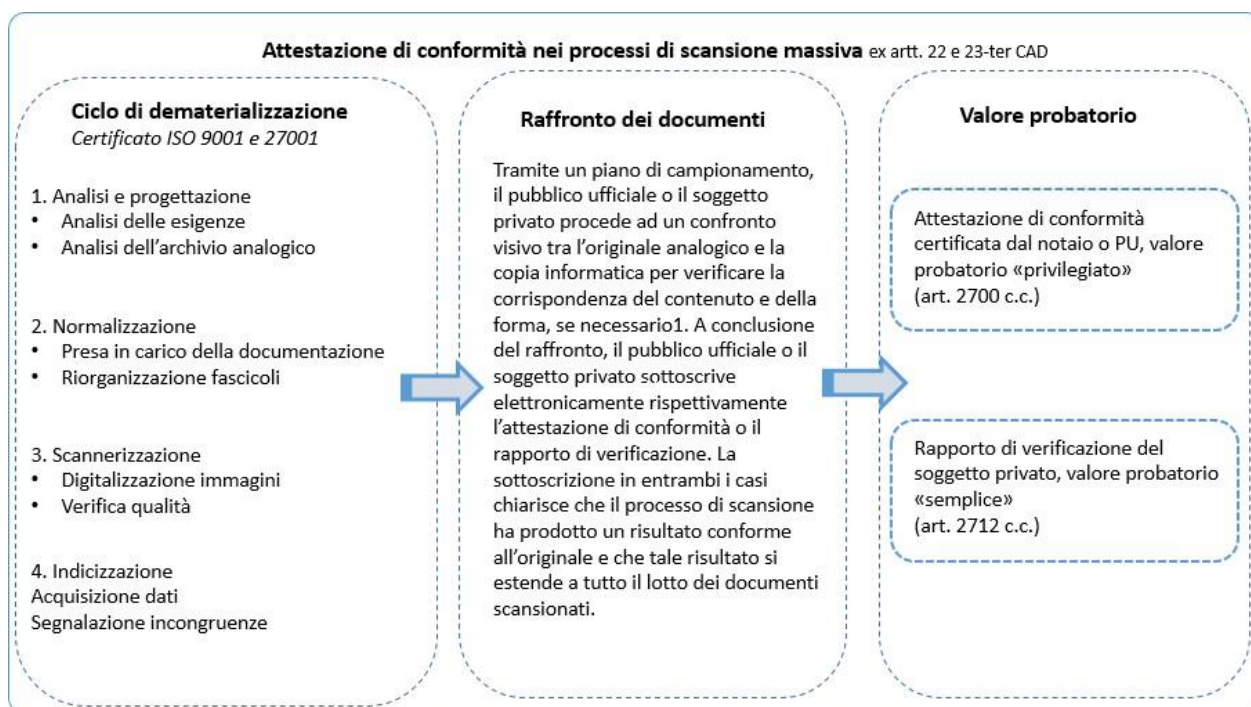 Attestazione di conformità nei processi di scansione massiva ex artt. 22 e 23-ter CAD
Ciclo di dematerializzazione
Certificato ISO 9001 e 27001
1. Analisi e progettazione
• Analisi delle esigenze
• Analisi dell'archivio analogico
2. Normalizzazione
• Presa in carico della documentazione
• Riorganizzazione fascicoli
3. Scannerizzazione
• Digitalizzazione immagini
• Verifica qualità
4. Indicizzazione
Acquisizione dati
Segnalazione incongruenze
Raffronto dei documenti
Tramite un piano di campionamento,
il pubblico ufficiale o il soggetto
privato procede ad un confronto
visivo tra l'originale analogico e la
copia informatica per verificare la
corrispondenza del contenuto e della
forma, se necessario1. A conclusione
del raffronto, il pubblico ufficiale o il
soggetto privato sottoscrive
elettronicamente rispettivamente
l'attestazione di conformità o il
rapporto di verificazione. La
sottoscrizione in entrambi i casi
chiarisce che il processo di scansione
ha prodotto un risultato conforme
all'originale e che tale risultato si
estende a tutto il lotto dei documenti
scansionati.
Valore probatorio
Attestazione di conformità
certificata dal notaio o PU, valore
probatorio «privilegiato»
(art. 2700 c.c.)
Rapporto di verificazione del
soggetto privato, valore probatorio
«semplice»
(art. 2712 c.c.)